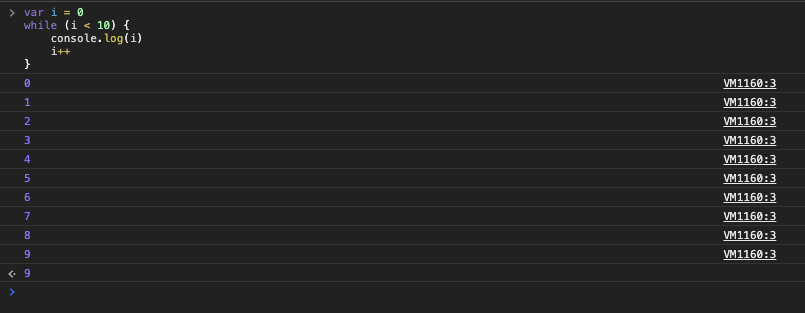 > var i = 0
while (i < 10) {
    console.log(i)
    i++
}
0 VM1160:3
1 VM1160:3
2 VM1160:3
3 VM1160:3
4 VM1160:3
5 VM1160:3
6 VM1160:3
7 VM1160:3
8 VM1160:3
9 VM1160:3
<· 9
>